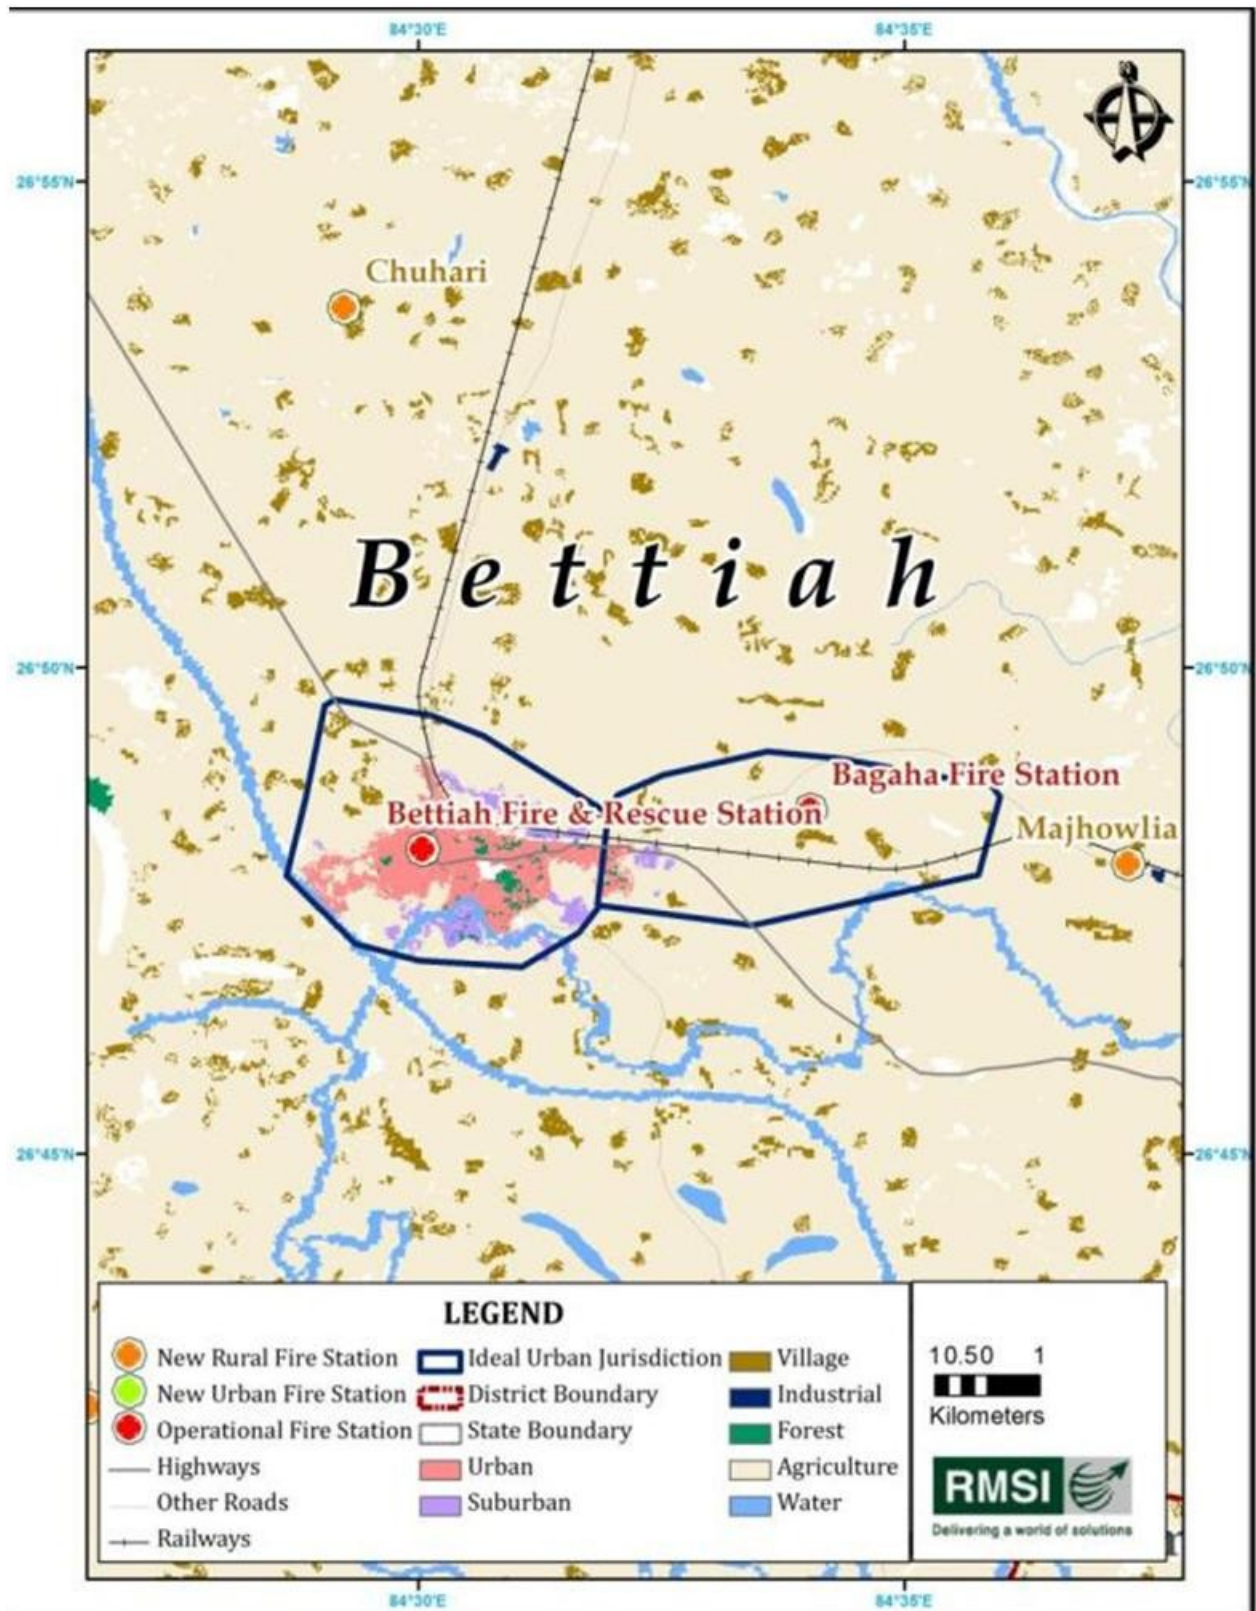 84°30'E 84°35'E
26°55'N 26°55'N
Chuhari
Bettiah
26°50'N 26°50'N
Bagaha Fire Station
Bettiah Fire & Rescue Station
Majhowlia
26°45'N 26°45'N
LEGEND
New Rural Fire Station
New Urban Fire Station
Operational Fire Station
Highways
Other Roads
Railways
Ideal Urban Jurisdiction
District Boundary
State Boundary
Urban
Suburban
Village
Industrial
Forest
Agriculture
Water
10.50 1
Kilometers
RMSI
Delivering a world of solutions
84°30'E 84°35'E